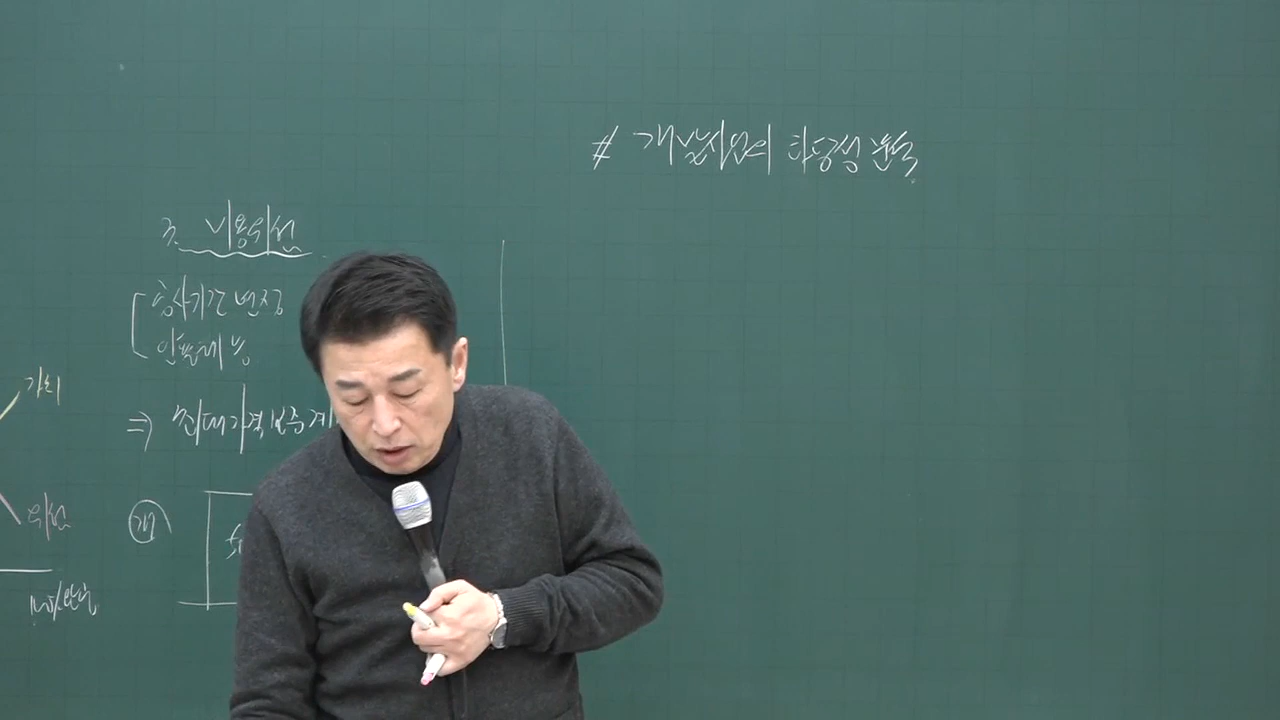 # 개발사업의 타당성 분석
3. 비용위험
공사기간 연장
인플레 등
⇒ 최대가격보증계
가치
위험
개